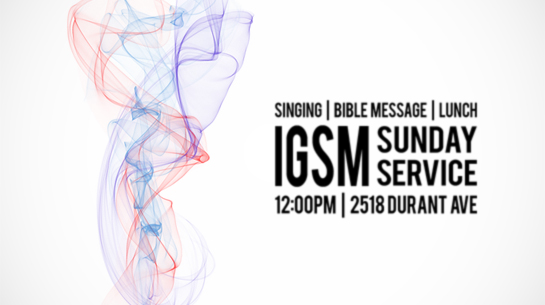 SINGING | BIBLE MESSAGE | LUNCH
IGSM SUNDAY SERVICE
12:00PM | 2518 DURANT AVE